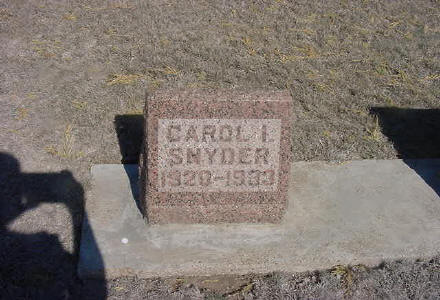 CAROL I.
SNYDER
1920-1933